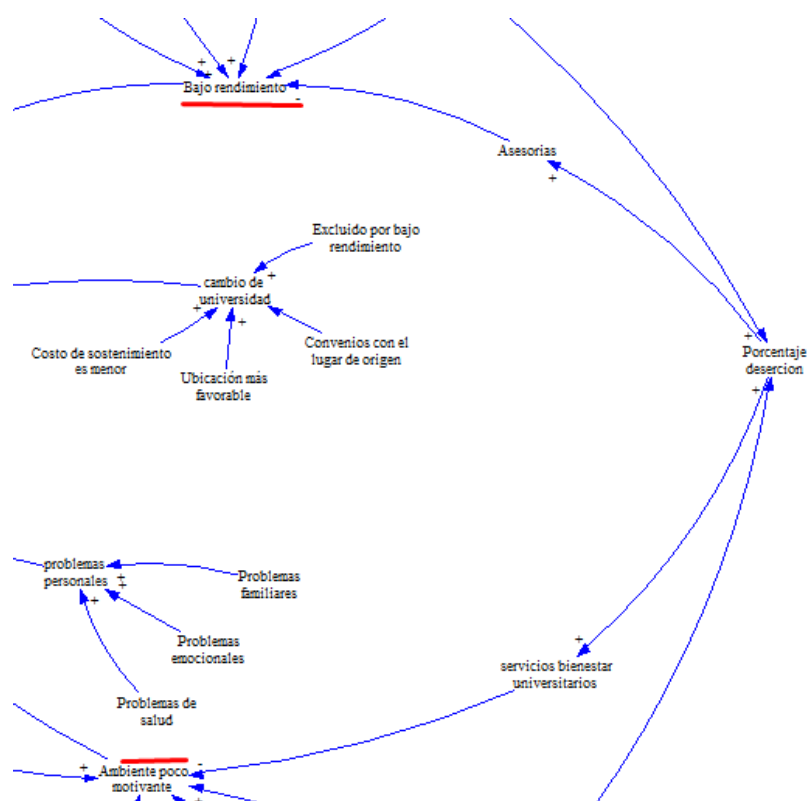 +
+
+
Bajo rendimiento
-
Asesorias
+
Excluido por bajo
rendimiento
cambio de
universidad
+
+
+
Costo de sostenimiento
es menor
Ubicación más
favorable
Convenios con el
lugar de origen
+
Porcentaje
desercion
+
problemas
personales
+
+
+
Problemas
familiares
Problemas
emocionales
Problemas de
salud
+
servicios bienestar
universitarios
+
Ambiente poco
motivante
-
+